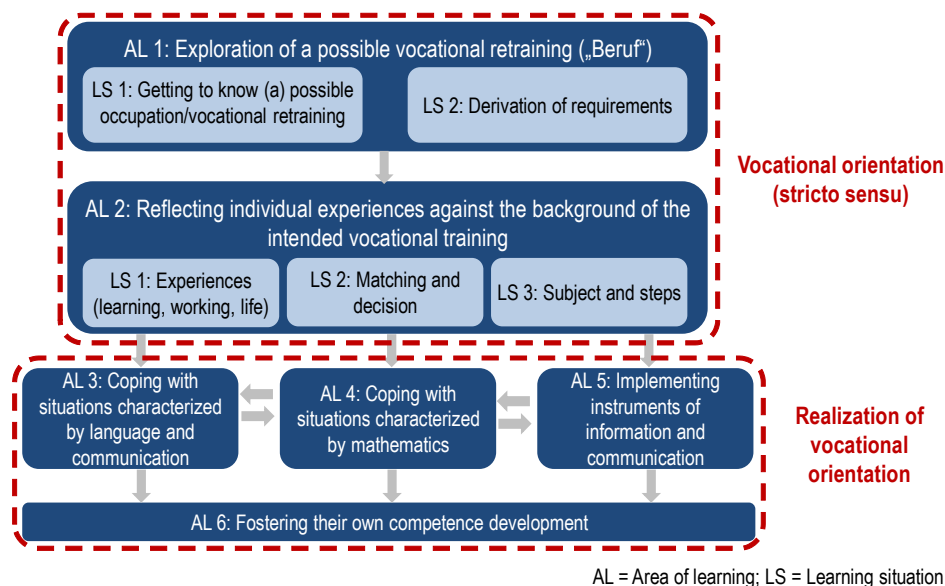 AL 1: Exploration of a possible vocational retraining („Beruf“)
LS 1: Getting to know (a) possible
occupation/vocational retraining
LS 2: Derivation of requirements
Vocational orientation
(stricto sensu)
AL 2: Reflecting individual experiences against the background of the
intended vocational training
LS 1: Experiences
(learning, working, life)
LS 2: Matching and
decision
LS 3: Subject and steps
AL 3: Coping with
situations characterized
by language and
communication
AL 4: Coping with
situations characterized
by mathematics
AL 5: Implementing
instruments of
information and
communication
Realization of
vocational
orientation
AL 6: Fostering their own competence development
AL = Area of learning; LS = Learning situation